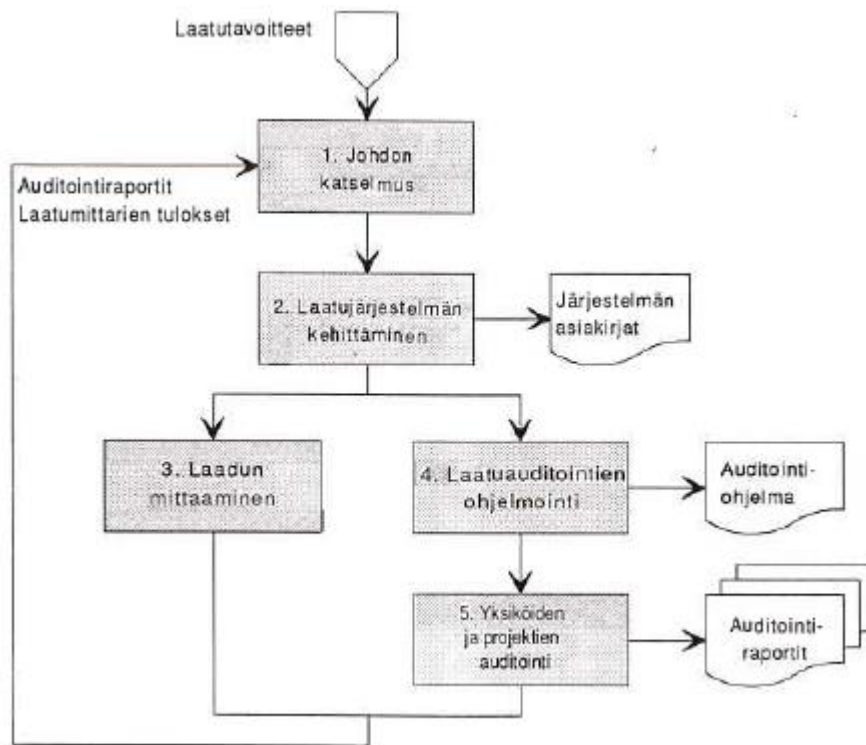 Laatutavoitteet
1. Johdon
katselmus
Auditointiraportit
Laatumittarien tulokset
2. Laatujärjestelmän
kehittäminen
Järjestelmän
asiakirjat
3. Laadun
mittaaminen
4. Laatuauditointien
ohjelmointi
Auditointi-
ohjelma
5. Yksiköiden
ja projektien
auditointi
Auditointi-
raportit